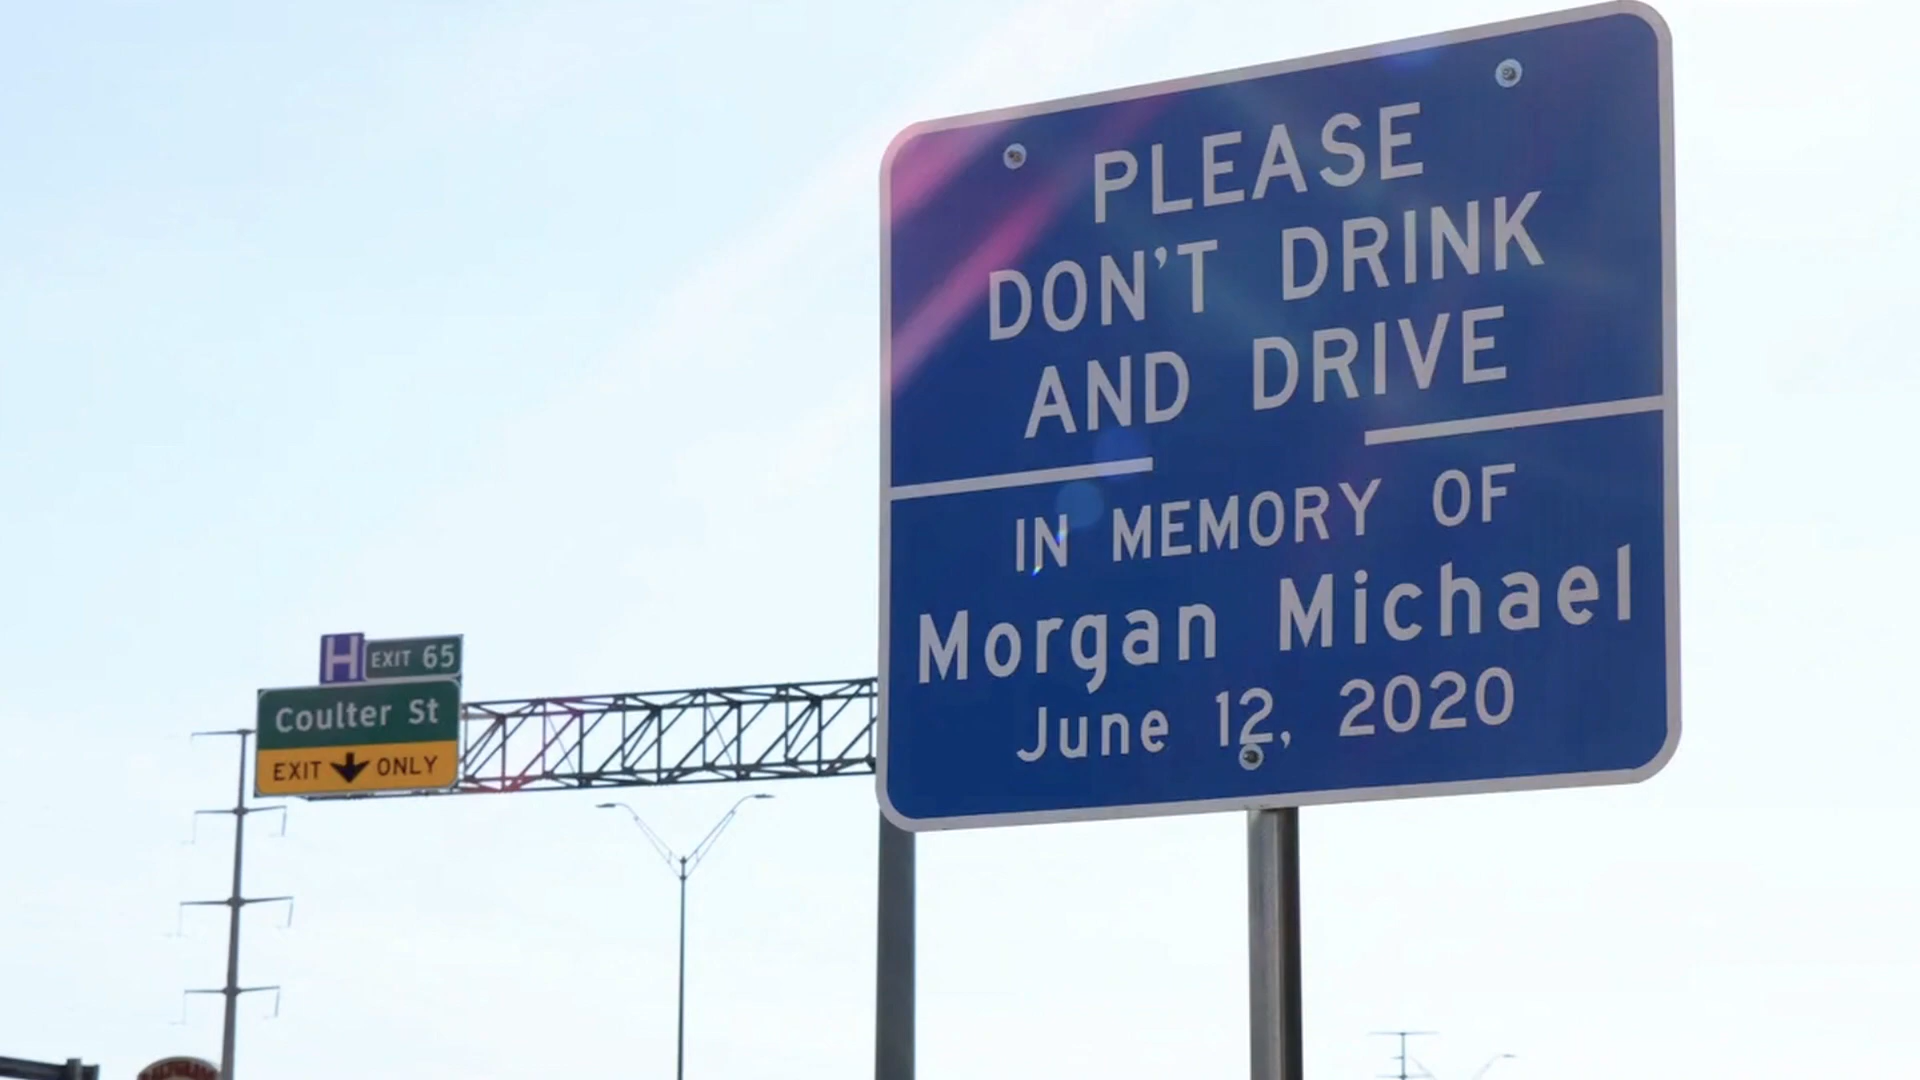 PLEASE
DON'T DRINK
AND DRIVE
IN MEMORY OF
Morgan Michael
June 12, 2020
H
EXIT 65
Coulter St
EXIT ONLY